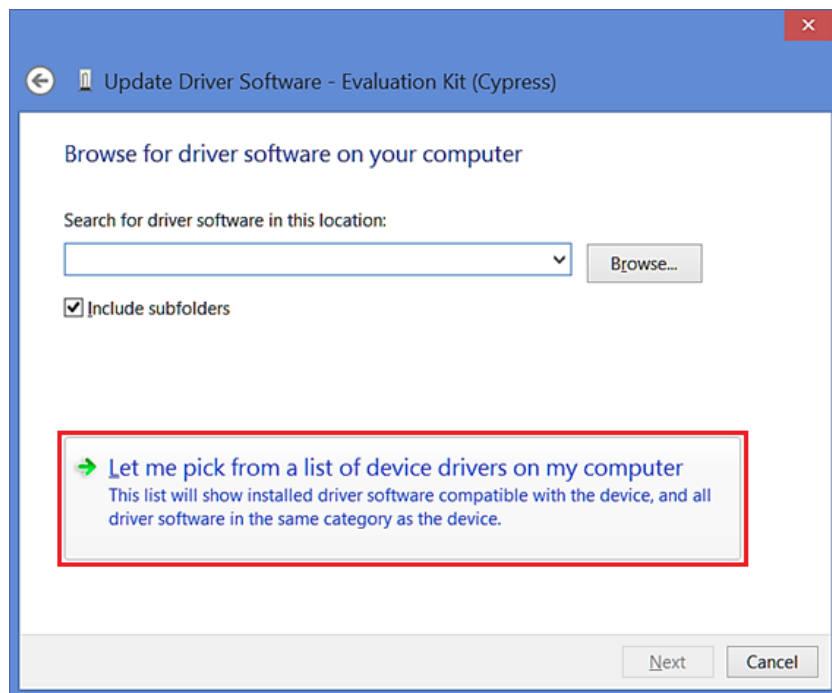 Update Driver Software - Evaluation Kit (Cypress)
Browse for driver software on your computer
Search for driver software in this location:
Browse...
Include subfolders
Let me pick from a list of device drivers on my computer
This list will show installed driver software compatible with the device, and all
driver software in the same category as the device.
Next
Cancel